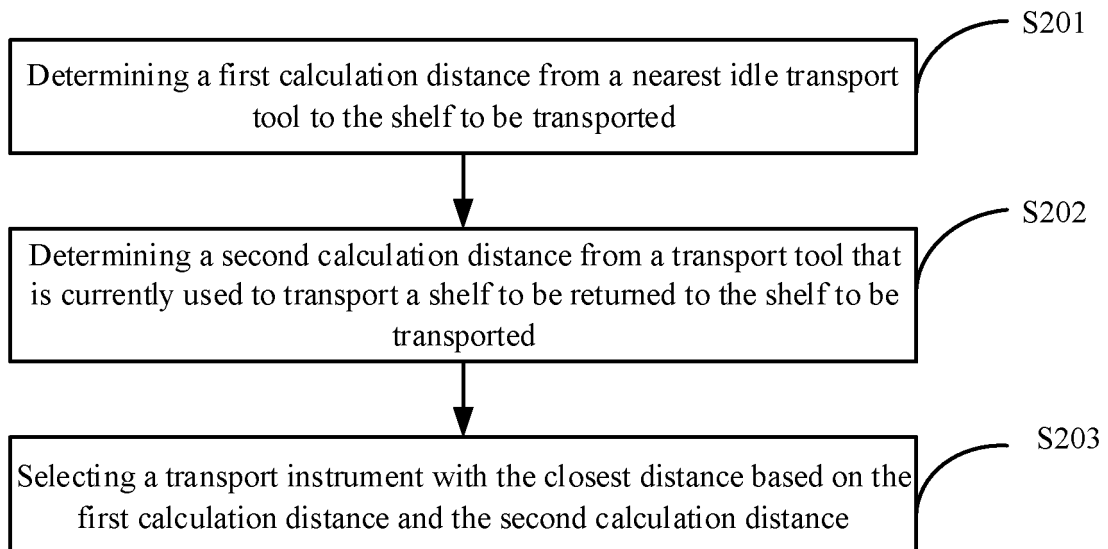 S201
Determining a first calculation distance from a nearest idle transport
tool to the shelf to be transported
S202
Determining a second calculation distance from a transport tool that
is currently used to transport a shelf to be returned to the shelf to be
transported
S203
Selecting a transport instrument with the closest distance based on the
first calculation distance and the second calculation distance